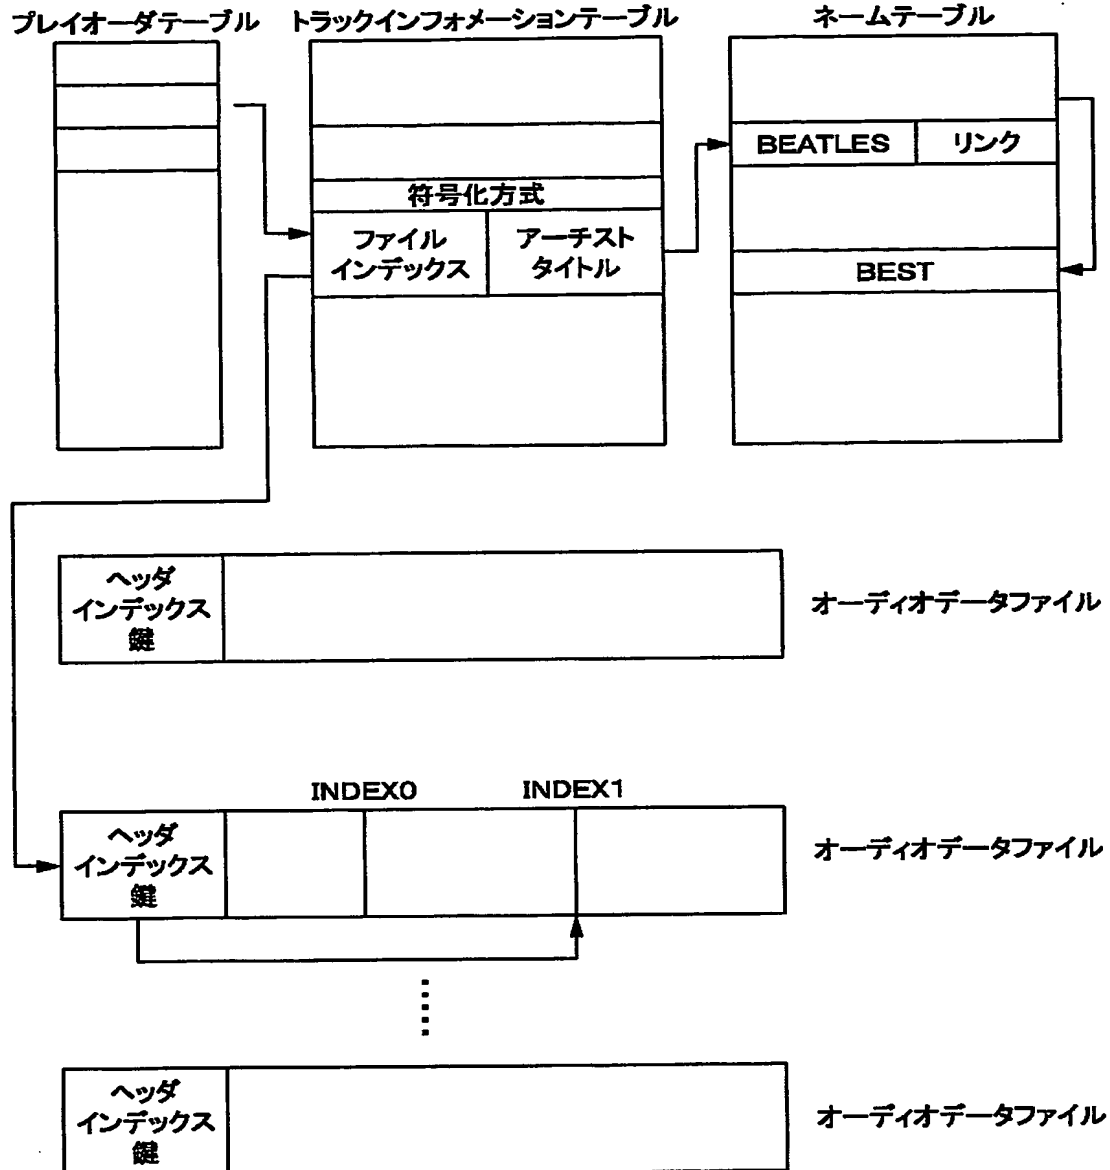 プレイオーダテーブル
トラックインフォメーションテーブル
ネームテーブル
BEATLES
リンク
符号化方式
ファイル
インデックス
アーチスト
タイトル
BEST
ヘッダ
インデックス
鍵
オーディオデータファイル
INDEX0
INDEX1
ヘッダ
インデックス
鍵
オーディオデータファイル
ヘッダ
インデックス
鍵
オーディオデータファイル